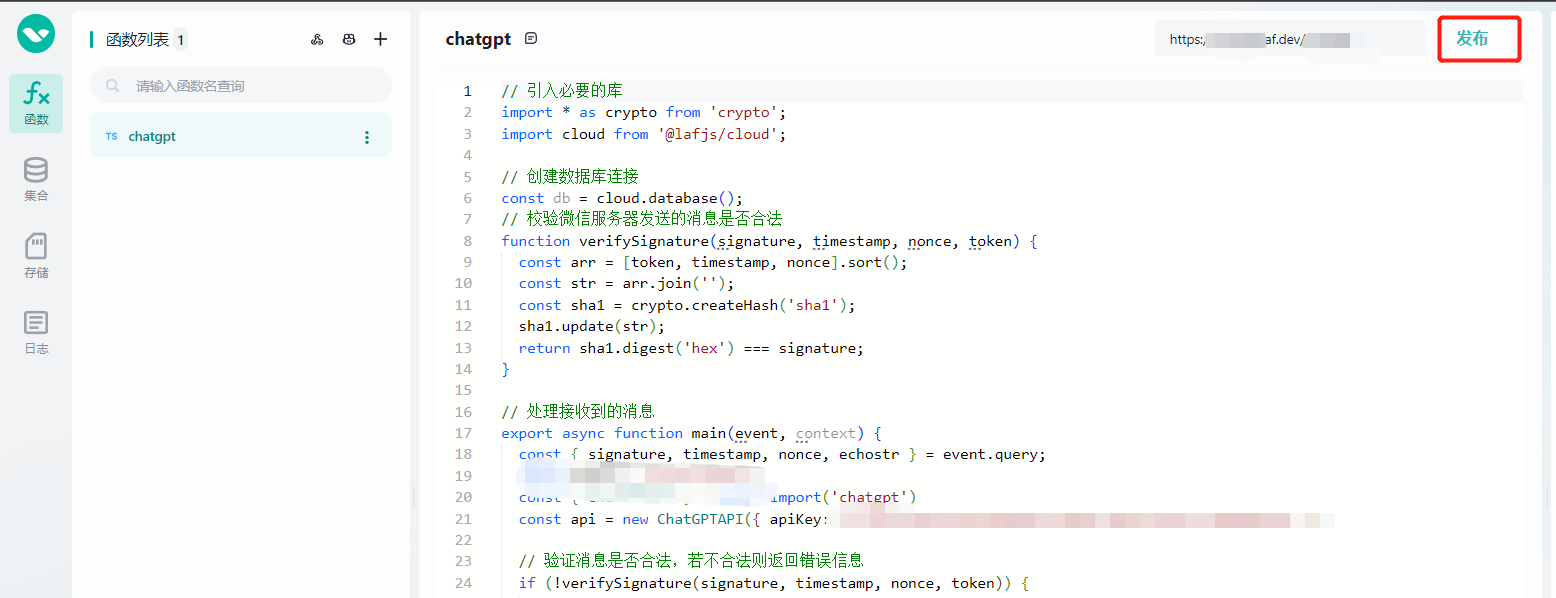 函数列表 1
请输入函数名查询
TS chatgpt
函数
集合
存储
日志
chatgpt
https:/ af.dev/
发布
1 // 引入必要的库
2 import * as crypto from 'crypto';
3 import cloud from '@lafjs/cloud';
4
5 // 创建数据库连接
6 const db = cloud.database();
7 // 校验微信服务器发送的消息是否合法
8 function verifySignature(signature, timestamp, nonce, token) {
9 const arr = [token, timestamp, nonce].sort();
10 const str = arr.join('');
11 const sha1 = crypto.createHash('sha1');
12 sha1.update(str);
13 return sha1.digest('hex') === signature;
14 }
15
16 // 处理接收到的消息
17 export async function main(event, context) {
18 const { signature, timestamp, nonce, echostr } = event.query;
19
20 const { import('chatgpt')
21 const api = new ChatGPTAPI({ apiKey:
22
23 // 验证消息是否合法，若不合法则返回错误信息
24 if (!verifySignature(signature, timestamp, nonce, token)) {